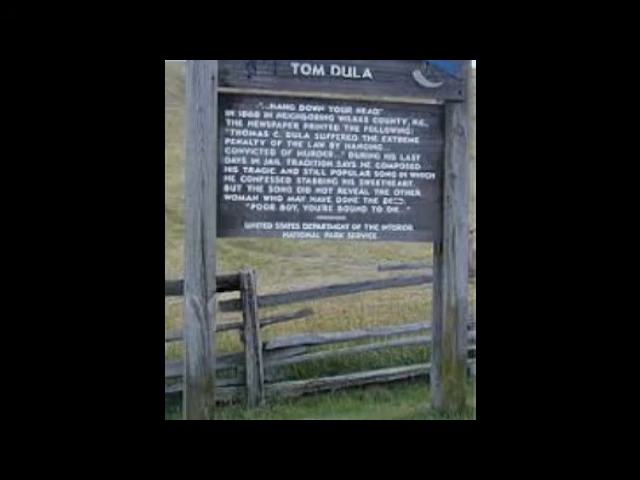 TOM DULA
"...HANG DOWN YOUR HEAD"
IN 1868 IN NEIGHBORING WILKES COUNTY, N.C.,
THE NEWSPAPER PRINTED THE FOLLOWING:
"THOMAS C. DULA SUFFERED THE EXTREME
PENALTY OF THE LAW BY HANGING...
CONVICTED OF MURDER..." DURING HIS LAST
DAYS IN JAIL TRADITION SAYS HE COMPOSED
HIS TRAGIC AND STILL POPULAR SONG IN WHICH
HE CONFESSED STABBING HIS SWEETHEART.
BUT THE SONG DID NOT REVEAL THE OTHER
WOMAN WHO MAY HAVE DONE THE DEED.
"POOR BOY, YOU'RE BOUND TO DIE..."
UNITED STATES DEPARTMENT OF THE INTERIOR
NATIONAL PARK SERVICE